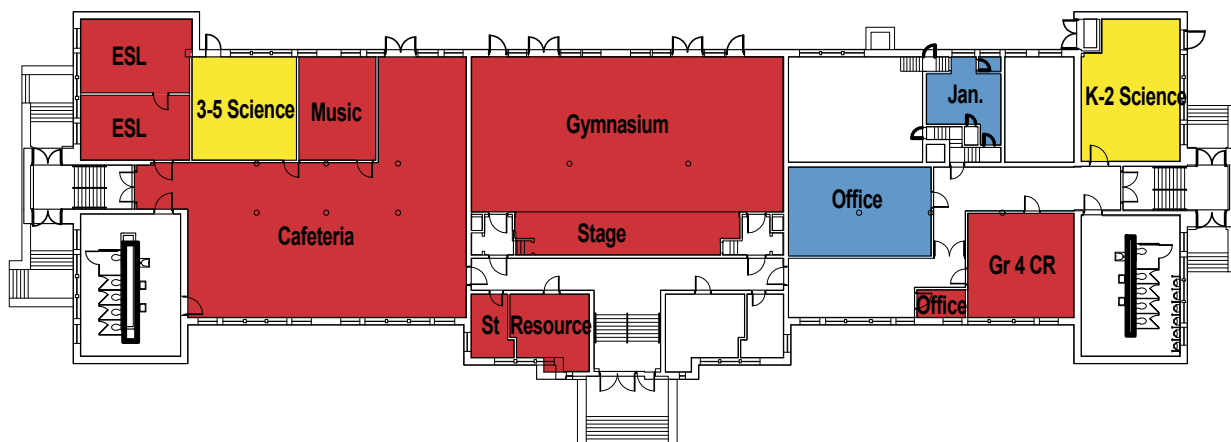 ESL
3-5 Science
Music
ESL
Gymnasium
Jan.
K-2 Science
Cafeteria
Stage
Office
Gr 4 CR
St
Resource
Office